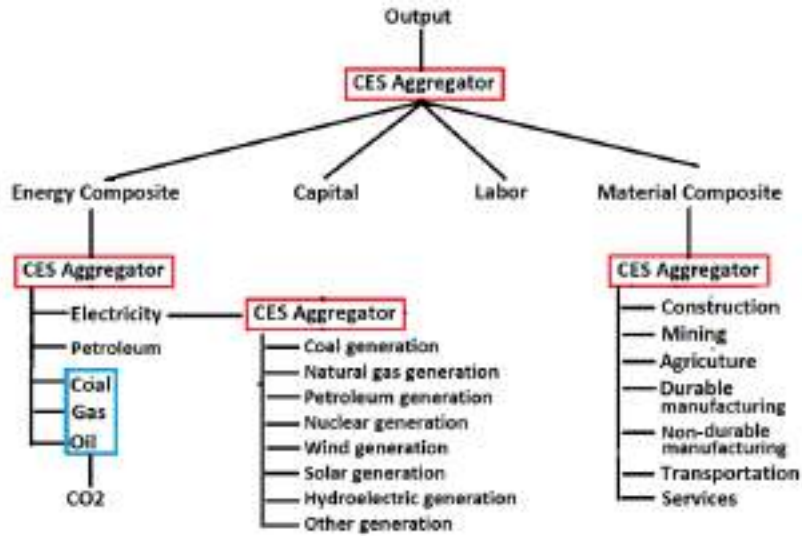 Output
CES Aggregator
Energy Composite
Capital
Labor
Material Composite
CES Aggregator
Electricity
Petroleum
Coal
Gas
Oil
CO2
CES Aggregator
Coal generation
Natural gas generation
Petroleum generation
Nuclear generation
Wind generation
Solar generation
Hydroelectric generation
Other generation
CES Aggregator
Construction
Mining
Agricuture
Durable
manufacturing
Non-durable
manufacturing
Transportation
Services